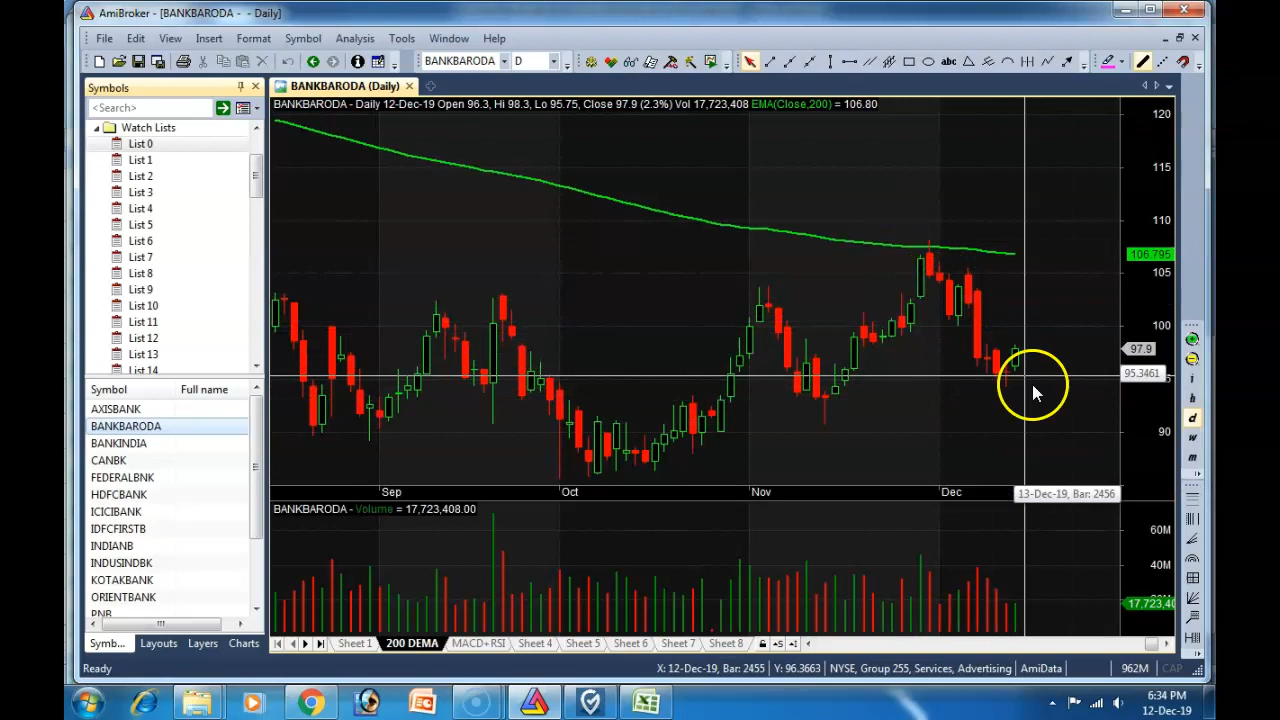 AmiBroker - [BANKBARODA - - Daily]
File Edit View Insert Format Symbol Analysis Tools Window Help
BANKBARODA D
abc
Symbols
BANKBARODA (Daily)
<Search>
BANKBARODA - Daily 12-Dec-19 Open 96.3, Hi 98.3, Lo 95.75, Close 97.9 (2.3%) Vol 17,723,408 EMA(Close,200) = 106.80
Watch Lists
List 0
List 1
List 2
List 3
List 4
List 5
List 6
List 7
List 8
List 9
List 10
List 11
List 12
List 13
List 14
120
115
110
106.795
105
100
97.9
95.3461
90
Sep Oct Nov Dec
13-Dec-19, Bar: 2456
Symbol Full name
AXISBANK
BANKBARODA
BANKINDIA
CANBK
FEDERALBNK
HDFCBANK
ICICIBANK
IDFCFIRSTB
INDIANB
INDUSINDBK
KOTAKBANK
ORIENTBANK
PNB
BANKBARODA - Volume = 17,723,408.00
60M
40M
17,723,40
i
h
d
w
m
Symb... Layouts Layers Charts
Sheet 1 200 DEMA MACD+RSI Sheet 4 Sheet 5 Sheet 6 Sheet 7 Sheet 8
Ready
X: 12-Dec-19, Bar: 2455 Y: 96.3663 NYSE, Group 255, Services, Advertising AmiData 962M CAP
6:34 PM
12-Dec-19